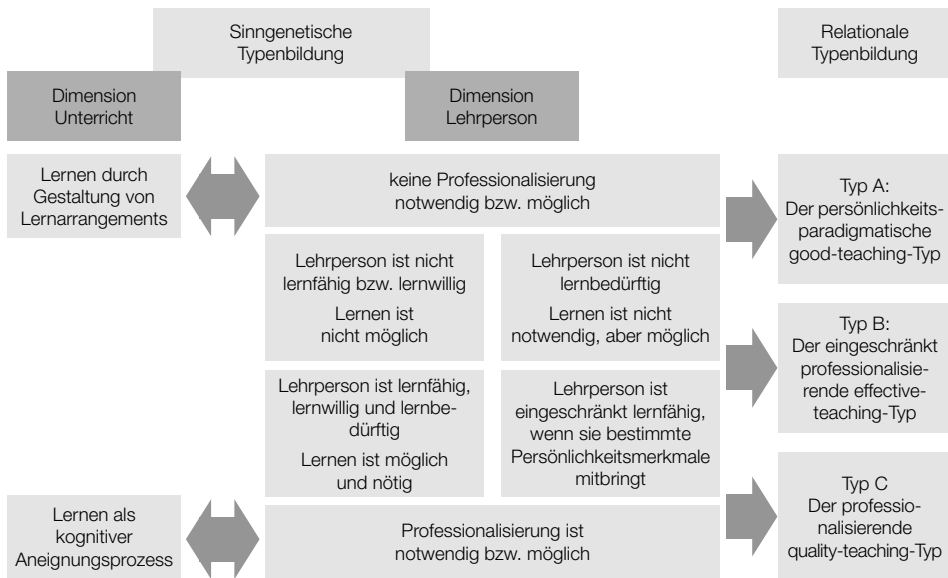 Sinngenetische
Typenbildung
Relationale
Typenbildung
Dimension
Unterricht
Dimension
Lehrperson
Lernen durch
Gestaltung von
Lernarrangements
keine Professionalisierung
notwendig bzw. möglich
Typ A:
Der persönlichkeits-
paradigmatische
good-teaching-Typ
Lehrperson ist nicht
lernfähig bzw. lernwillig
Lernen ist
nicht möglich
Lehrperson ist nicht
lernbedürftig
Lernen ist nicht
notwendig, aber möglich
Typ B:
Der eingeschränkt
professionalisie-
rende effective-
teaching-Typ
Lehrperson ist lernfähig,
lernwillig und lernbe-
dürftig
Lernen ist möglich
und nötig
Lehrperson ist
eingeschränkt lernfähig,
wenn sie bestimmte
Persönlichkeitsmerkmale
mitbringt
Lernen als
kognitiver
Aneignungsprozess
Professionalisierung ist
notwendig bzw. möglich
Typ C
Der professio-
nalisierende
quality-teaching-Typ